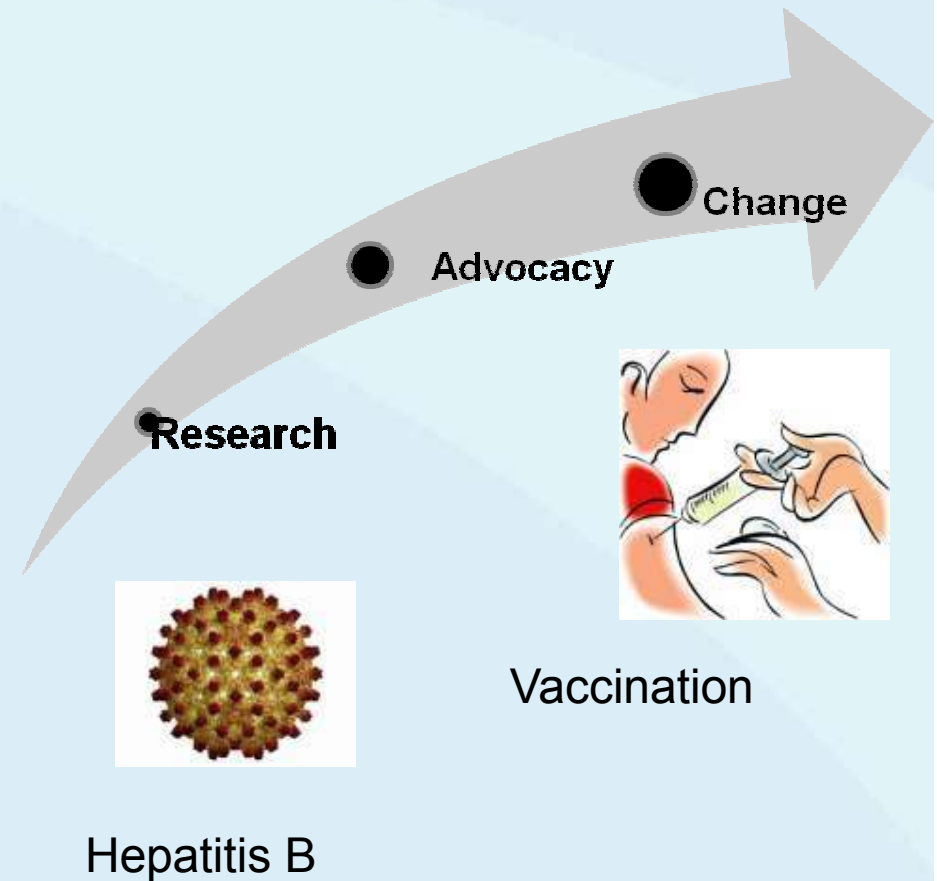 Change
Advocacy
Research
Vaccination
Hepatitis B